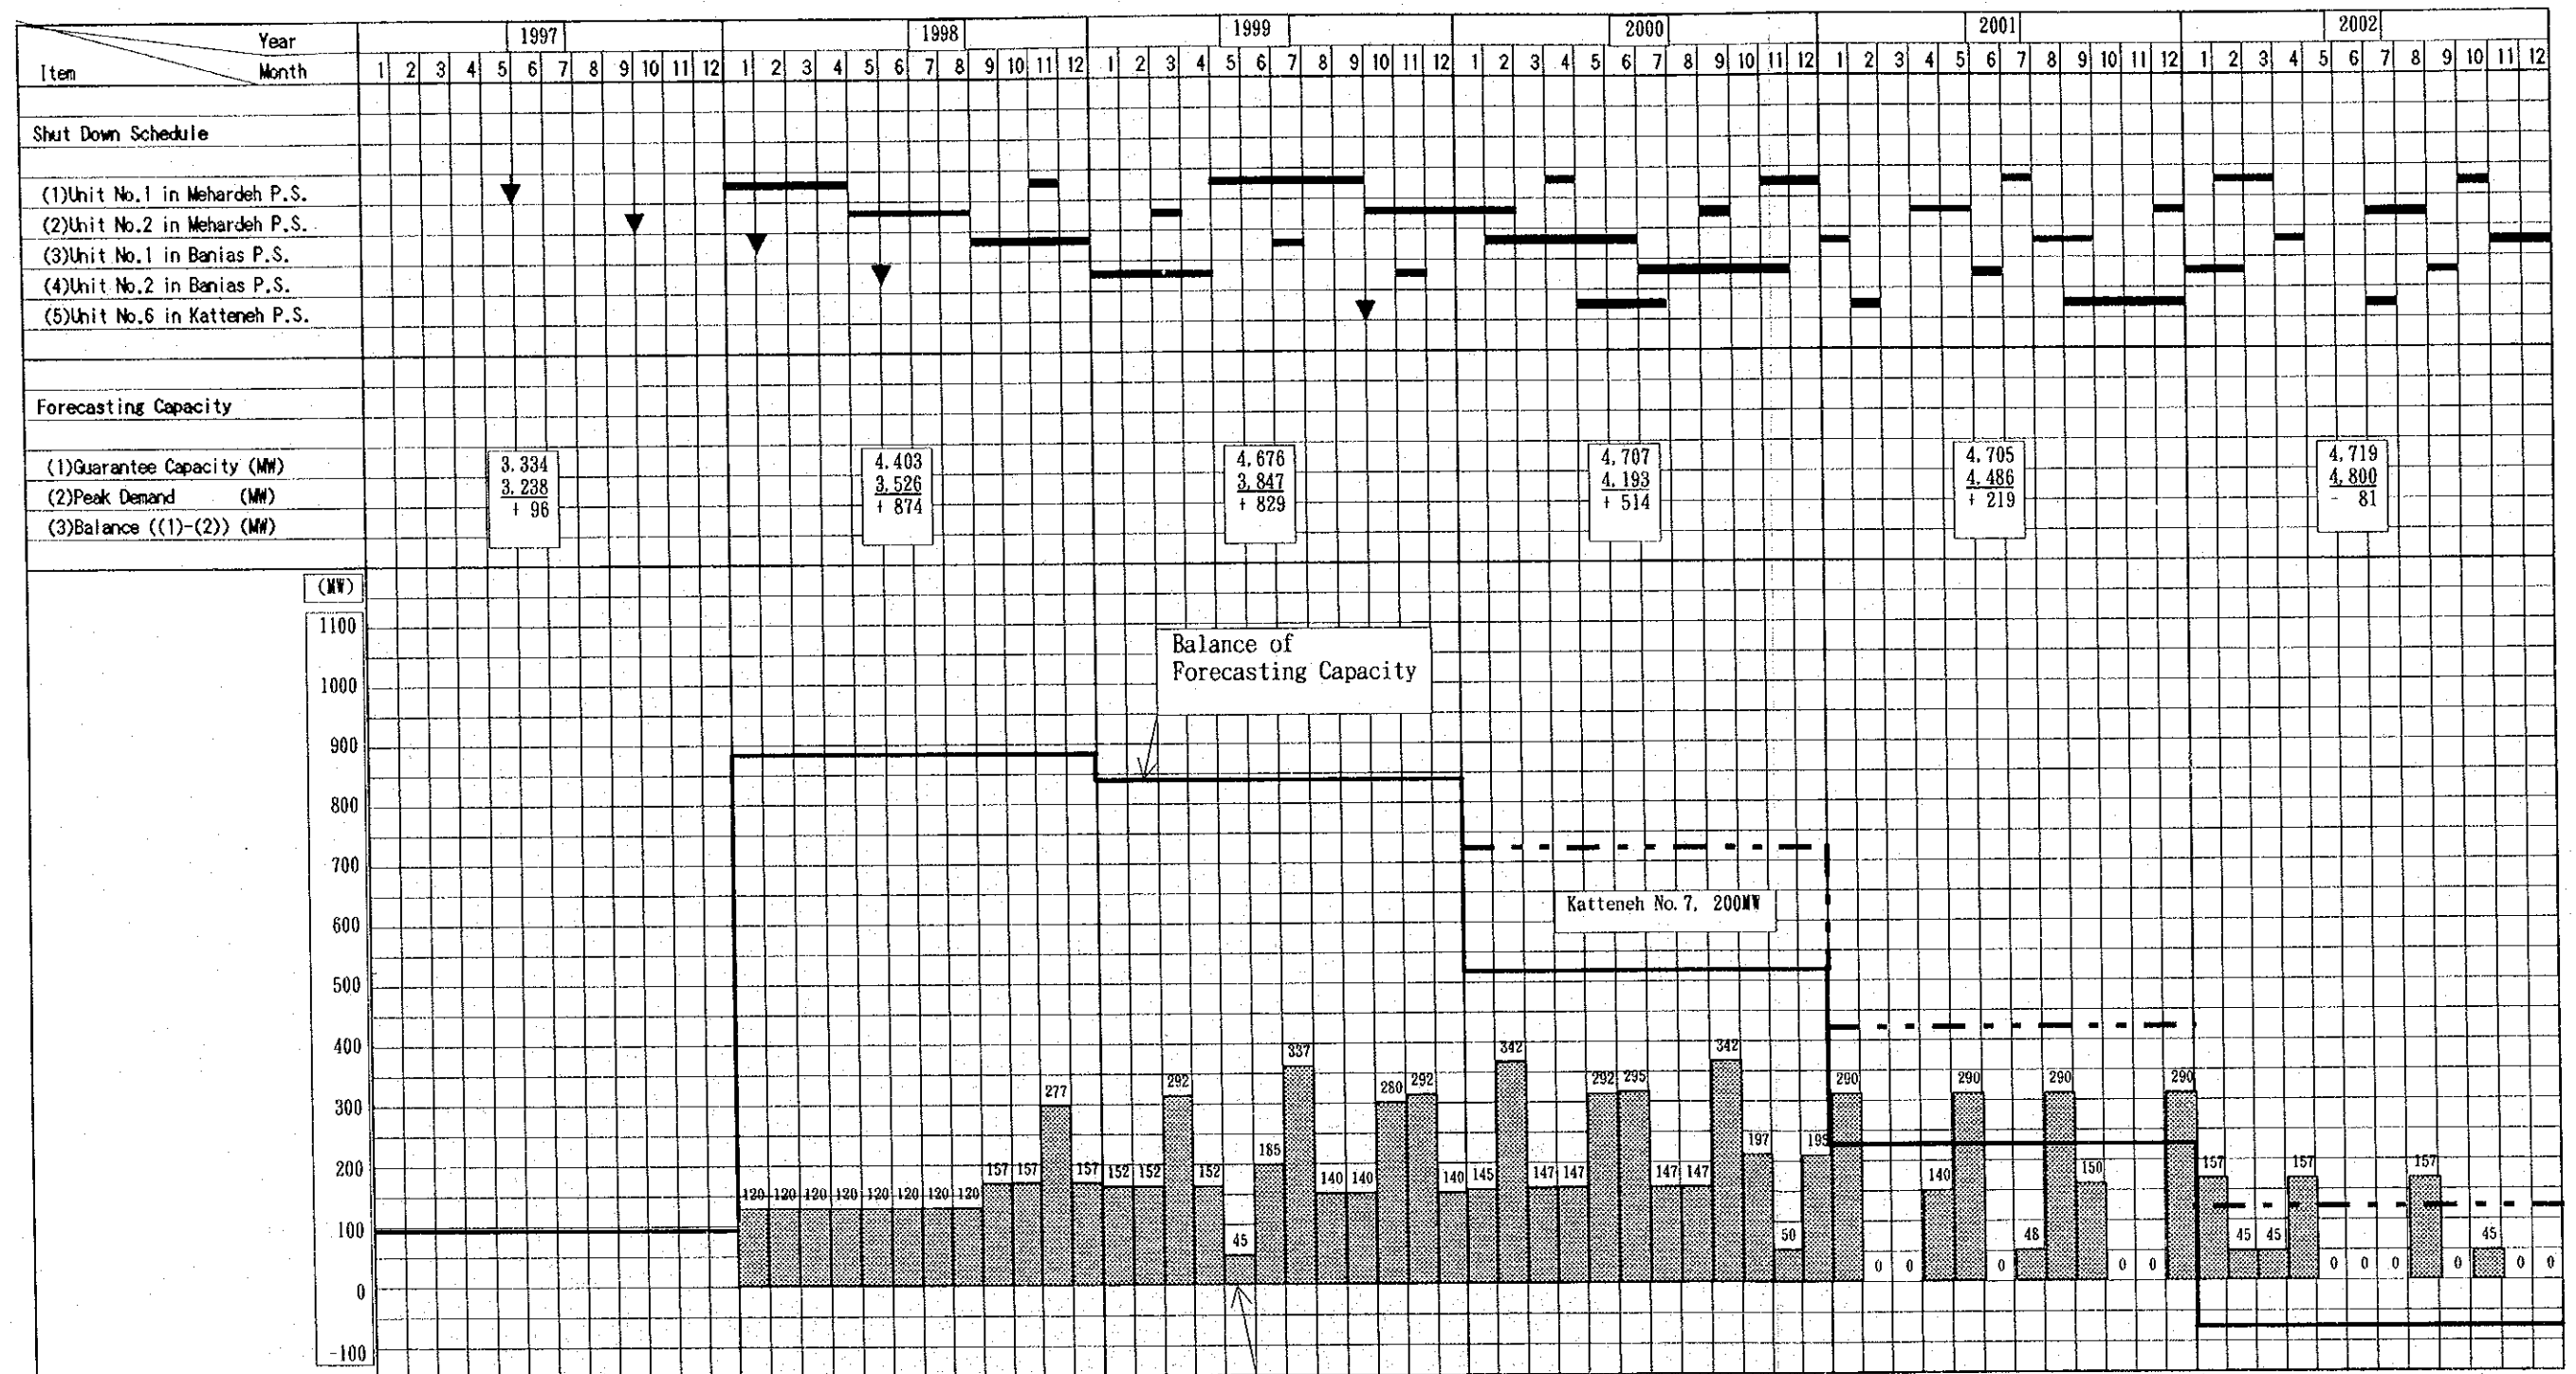 Year 1997 1998 1999 2000 2001 2002
Item Month 1 2 3 4 5 6 7 8 9 10 11 12 1 2 3 4 5 6 7 8 9 10 11 12 1 2 3 4 5 6 7 8 9 10 11 12 1 2 3 4 5 6 7 8 9 10 11 12 1 2 3 4 5 6 7 8 9 10 11 12 1 2 3 4 5 6 7 8 9 10 11 12
Shut Down Schedule
(1)Unit No.1 in Mehardeh P.S.
(2)Unit No.2 in Mehardeh P.S.
(3)Unit No.1 in Banias P.S.
(4)Unit No.2 in Banias P.S.
(5)Unit No.6 in Katteneh P.S.
Forecasting Capacity
(1)Guarantee Capacity (MW) 3.334 4.403 4,676 4,707 4,705 4,719
(2)Peak Demand (MW) 3,238 3,526 3,847 4,193 4,486 4,800
(3)Balance ((1)-(2)) (MW) + 96 + 874 + 829 + 514 + 219 - 81
(MW)
1100
Balance of
Forecasting Capacity
1000
900
800
700
Katteneh No.7, 200MW
600
500
400
300
200
100
0
-100
120 120 120 120 120 120 120 120 157 157 277 157
152 152 292 152 45 185 337 140 140 280 292 140
145 342 147 147 292 295 147 147 342 197 50 195
290 0 0 140 290 0 48 290 150 0 0 290
157 45 45 157 0 0 0 157 0 45 0 0